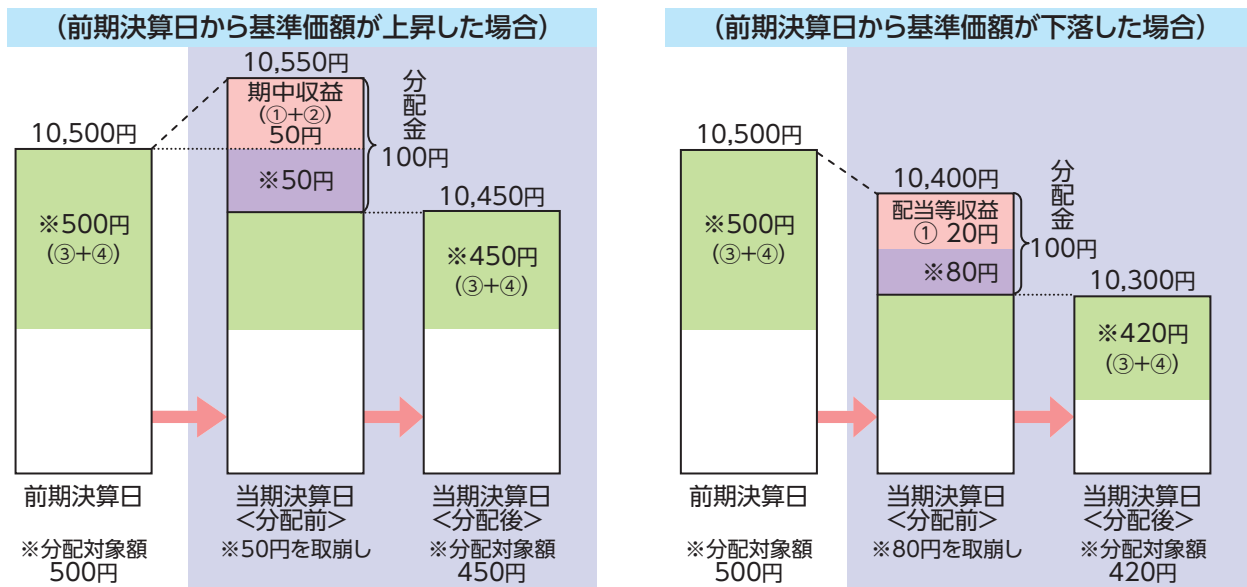 (前期決算日から基準価額が上昇した場合)
10,550円
期中収益
(①+②)
50円
分配金
100円
10,500円
※50円
10,450円
※500円
(③+④)
※450円
(③+④)
前期決算日
当期決算日
<分配前>
当期決算日
<分配後>
※分配対象額
500円
※50円を取崩し
※分配対象額
450円
(前期決算日から基準価額が下落した場合)
10,500円
10,400円
配当等収益
① 20円
分配金
100円
※80円
10,300円
※500円
(③+④)
※420円
(③+④)
前期決算日
当期決算日
<分配前>
当期決算日
<分配後>
※分配対象額
500円
※80円を取崩し
※分配対象額
420円